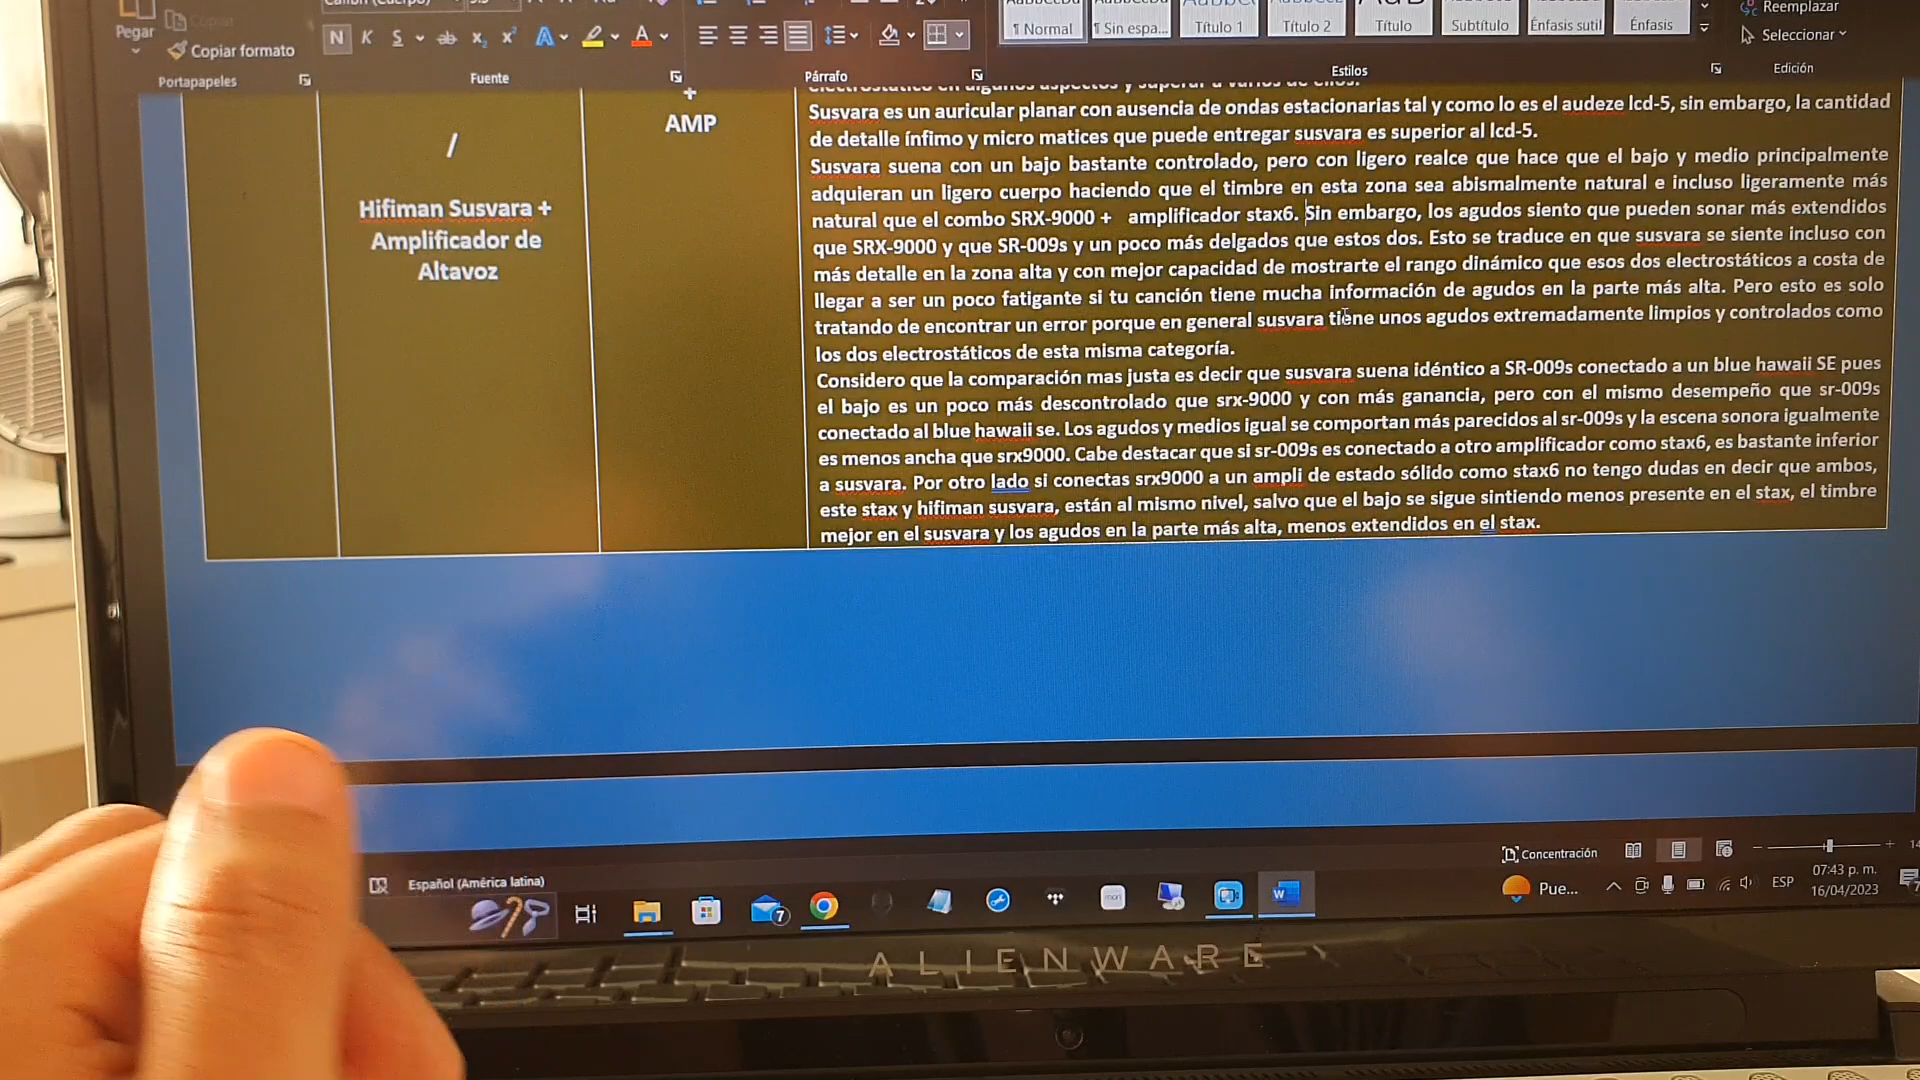 Calibri (Cuerpo)
Pegar
Copiar
Copiar formato
N K S ab x₂ x² A A
AaBbCcDd
¶ Normal
¶ Sin espa...
Título 1
Título 2
Título
Subtítulo
Énfasis sutil
Énfasis
Reemplazar
Seleccionar
Portapapeles
Fuente
Párrafo
Estilos
Edición
/
Hifiman Susvara +
Amplificador de
Altavoz
+
AMP
electrostático en algunos aspectos y superar a varios de ellos.
Susvara es un auricular planar con ausencia de ondas estacionarias tal y como lo es el audeze lcd-5, sin embargo, la cantidad
de detalle ínfimo y micro matices que puede entregar susvara es superior al lcd-5.
Susvara suena con un bajo bastante controlado, pero con ligero realce que hace que el bajo y medio principalmente
adquieran un ligero cuerpo haciendo que el timbre en esta zona sea abismalmente natural e incluso ligeramente más
natural que el combo SRX-9000 + amplificador stax6. Sin embargo, los agudos siento que pueden sonar más extendidos
que SRX-9000 y que SR-009s y un poco más delgados que estos dos. Esto se traduce en que susvara se siente incluso con
más detalle en la zona alta y con mejor capacidad de mostrarte el rango dinámico que esos dos electrostáticos a costa de
llegar a ser un poco fatigante si tu canción tiene mucha información de agudos en la parte más alta. Pero esto es solo
tratando de encontrar un error porque en general susvara tiene unos agudos extremadamente limpios y controlados como
los dos electrostáticos de esta misma categoría.
Considero que la comparación mas justa es decir que susvara suena idéntico a SR-009s conectado a un blue hawaii SE pues
el bajo es un poco más descontrolado que srx-9000 y con más ganancia, pero con el mismo desempeño que sr-009s
conectado al blue hawaii se. Los agudos y medios igual se comportan más parecidos al sr-009s y la escena sonora igualmente
es menos ancha que srx9000. Cabe destacar que si sr-009s es conectado a otro amplificador como stax6, es bastante inferior
a susvara. Por otro lado si conectas srx9000 a un ampli de estado sólido como stax6 no tengo dudas en decir que ambos,
este stax y hifiman susvara, están al mismo nivel, salvo que el bajo se sigue sintiendo menos presente en el stax, el timbre
mejor en el susvara y los agudos en la parte más alta, menos extendidos en el stax.
Español (América latina)
Concentración
7
Pue...
ESP
07:43 p. m.
16/04/2023
ALIENWARE